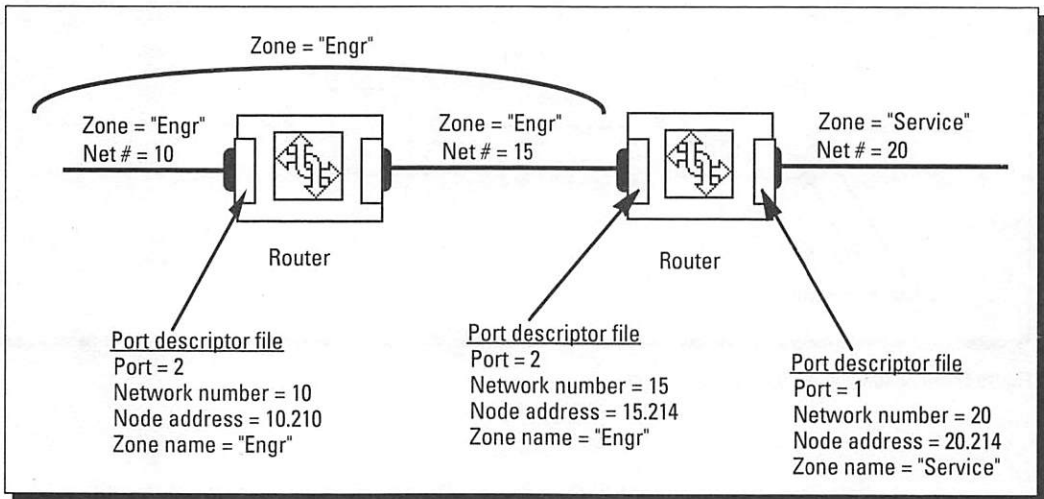 Zone = "Engr"
Zone = "Engr"
Net # = 10
Zone = "Engr"
Net # = 15
Zone = "Service"
Net # = 20
Router
Router
Port descriptor file
Port = 2
Network number = 10
Node address = 10.210
Zone name = "Engr"
Port descriptor file
Port = 2
Network number = 15
Node address = 15.214
Zone name = "Engr"
Port descriptor file
Port = 1
Network number = 20
Node address = 20.214
Zone name = "Service"